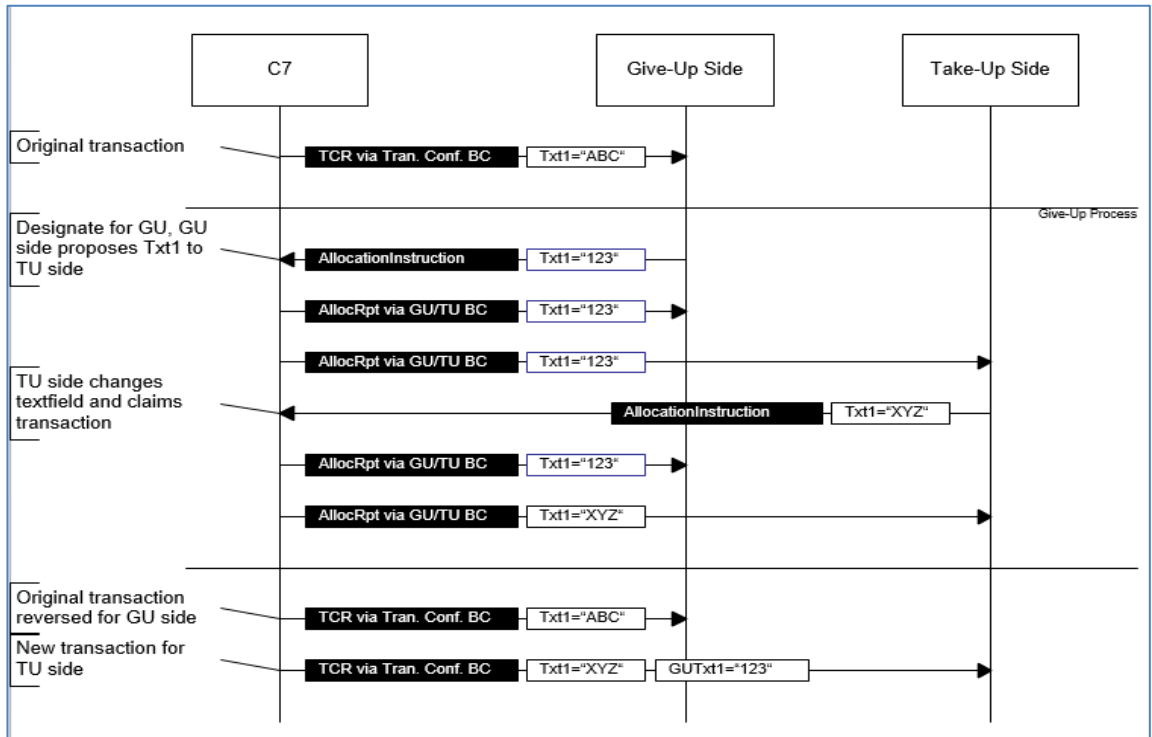 C7
Give-Up Side
Take-Up Side
Original transaction
TCR via Tran. Conf. BC
Txt1="ABC“
Give-Up Process
Designate for GU, GU
side proposes Txt1 to
TU side
AllocationInstruction
Txt1="123“
AllocRpt via GU/TU BC
Txt1="123“
AllocRpt via GU/TU BC
Txt1="123“
TU side changes
textfield and claims
transaction
AllocationInstruction
Txt1="XYZ“
AllocRpt via GU/TU BC
Txt1="123“
AllocRpt via GU/TU BC
Txt1="XYZ“
Original transaction
reversed for GU side
TCR via Tran. Conf. BC
Txt1="ABC“
New transaction for
TU side
TCR via Tran. Conf. BC
Txt1="XYZ“
GUTxt1="123“